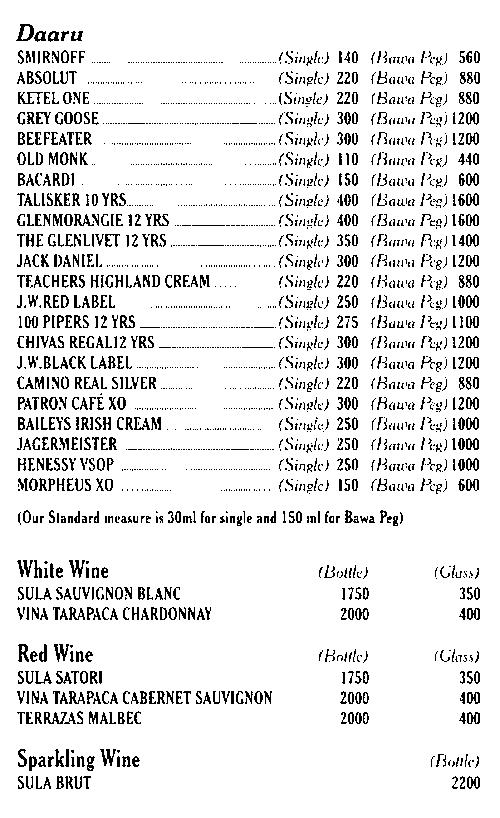 Daaru
SMIRNOFF (Single) 140 (Bawa Peg) 560
ABSOLUT (Single) 220 (Bawa Peg) 880
KETEL ONE (Single) 220 (Bawa Peg) 880
GREY GOOSE (Single) 300 (Bawa Peg) 1200
BEEFEATER (Single) 300 (Bawa Peg) 1200
OLD MONK (Single) 110 (Bawa Peg) 440
BACARDI (Single) 150 (Bawa Peg) 600
TALISKER 10 YRS (Single) 400 (Bawa Peg) 1600
GLENMORANGIE 12 YRS (Single) 400 (Bawa Peg) 1600
THE GLENLIVET 12 YRS (Single) 350 (Bawa Peg) 1400
JACK DANIEL (Single) 300 (Bawa Peg) 1200
TEACHERS HIGHLAND CREAM (Single) 220 (Bawa Peg) 880
J.W.RED LABEL (Single) 250 (Bawa Peg) 1000
100 PIPERS 12 YRS (Single) 275 (Bawa Peg) 1100
CHIVAS REGAL12 YRS (Single) 300 (Bawa Peg) 1200
J.W.BLACK LABEL (Single) 300 (Bawa Peg) 1200
CAMINO REAL SILVER (Single) 220 (Bawa Peg) 880
PATRON CAFÉ XO (Single) 300 (Bawa Peg) 1200
BAILEYS IRISH CREAM (Single) 250 (Bawa Peg) 1000
JAGERMEISTER (Single) 250 (Bawa Peg) 1000
HENESSY VSOP (Single) 250 (Bawa Peg) 1000
MORPHEUS XO (Single) 150 (Bawa Peg) 600
(Our Standard measure is 30ml for single and 150 ml for Bawa Peg)
White Wine (Bottle) (Glass)
SULA SAUVIGNON BLANC 1750 350
VINA TARAPACA CHARDONNAY 2000 400
Red Wine (Bottle) (Glass)
SULA SATORI 1750 350
VINA TARAPACA CABERNET SAUVIGNON 2000 400
TERRAZAS MALBEC 2000 400
Sparkling Wine (Bottle)
SULA BRUT 2200